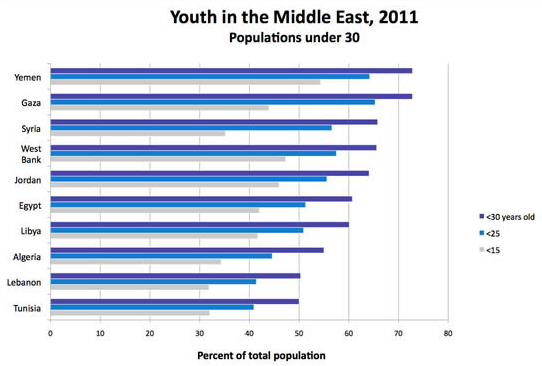 Youth in the Middle East, 2011
Populations under 30
Yemen
Gaza
Syria
West
Bank
Jordan
Egypt
Libya
Algeria
Lebanon
Tunisia
<30 years old
<25
<15
0 10 20 30 40 50 60 70 80
Percent of total population